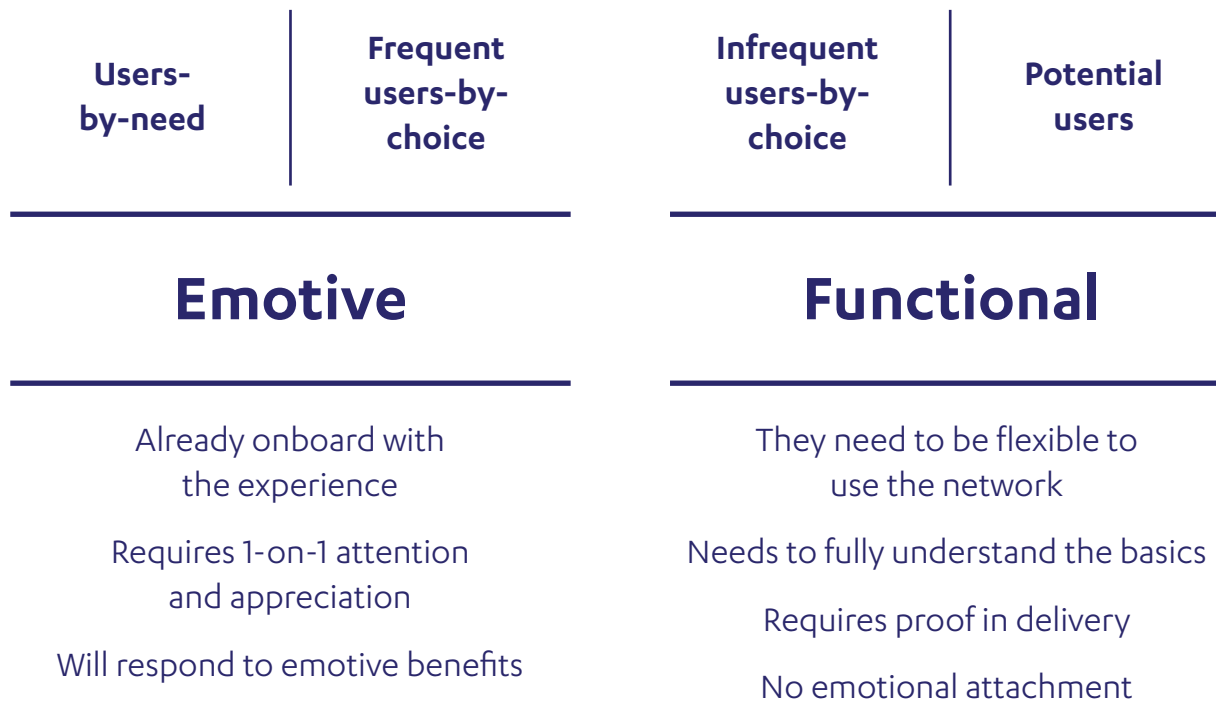 Users-
by-need
Frequent
users-by-
choice
Infrequent
users-by-
choice
Potential
users
Emotive
Functional
Already onboard with
the experience
Requires 1-on-1 attention
and appreciation
Will respond to emotive benefits
They need to be flexible to
use the network
Needs to fully understand the basics
Requires proof in delivery
No emotional attachment